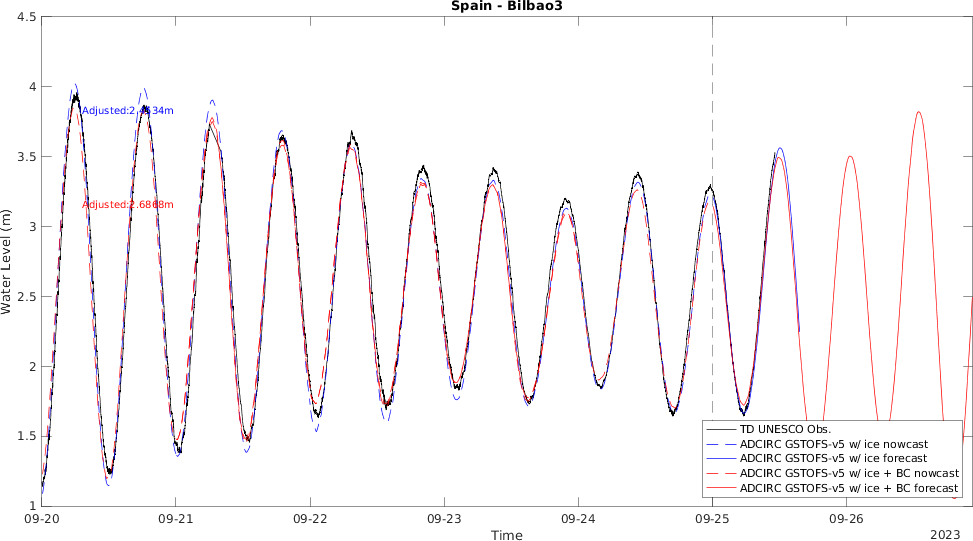 Spain - Bilbao3
4.5
4
3.5
3
2.5
2
1.5
1
Water Level (m)
Adjusted:2.6868m
TD UNESCO Obs.
ADCIRC GSTOFS-v5 w/ ice nowcast
ADCIRC GSTOFS-v5 w/ ice forecast
ADCIRC GSTOFS-v5 w/ ice + BC nowcast
ADCIRC GSTOFS-v5 w/ ice + BC forecast
09-20 09-21 09-22 09-23 09-24 09-25 09-26
Time
2023